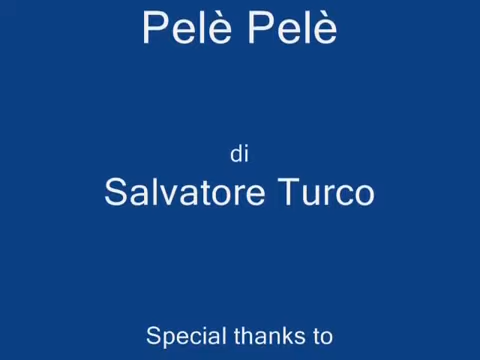 Pelè Pelè
di
Salvatore Turco
Special thanks to